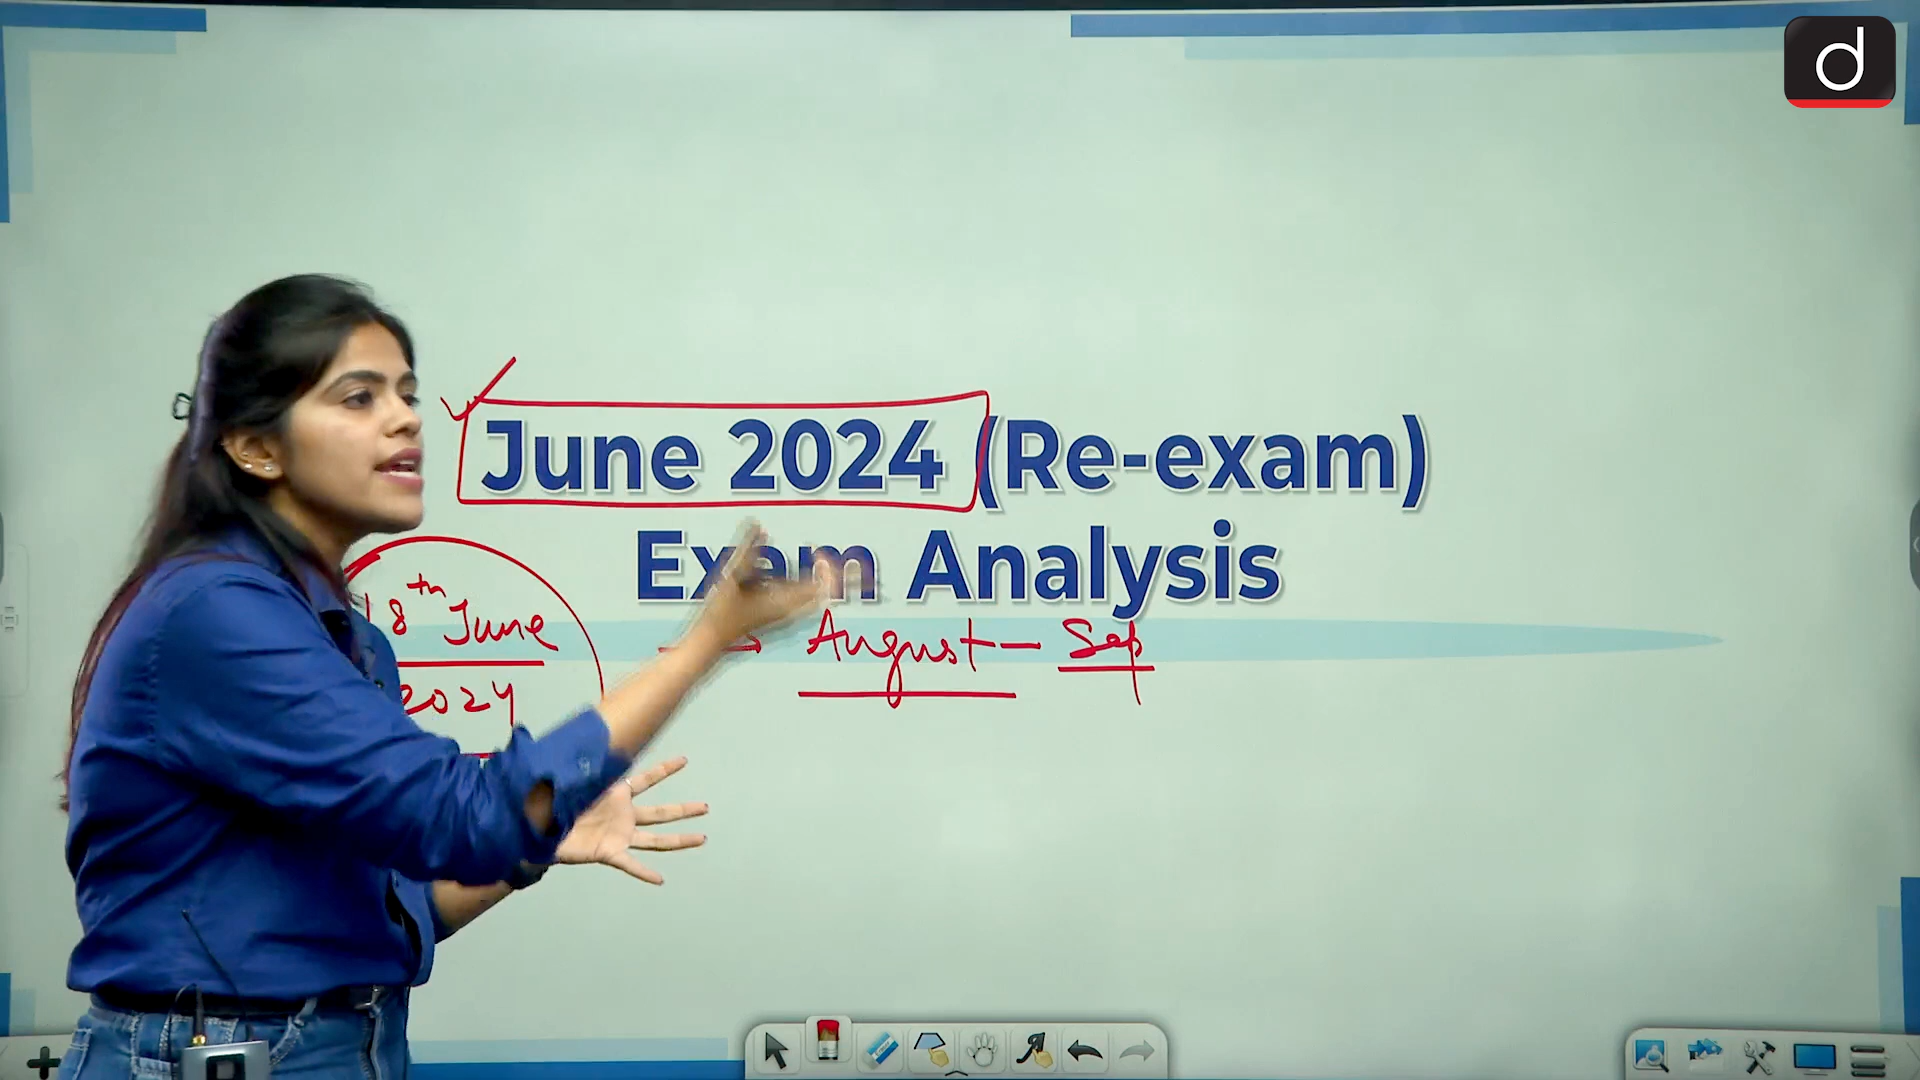 d
June 2024 (Re-exam)
Exam Analysis
18th June
2024
August - Sep